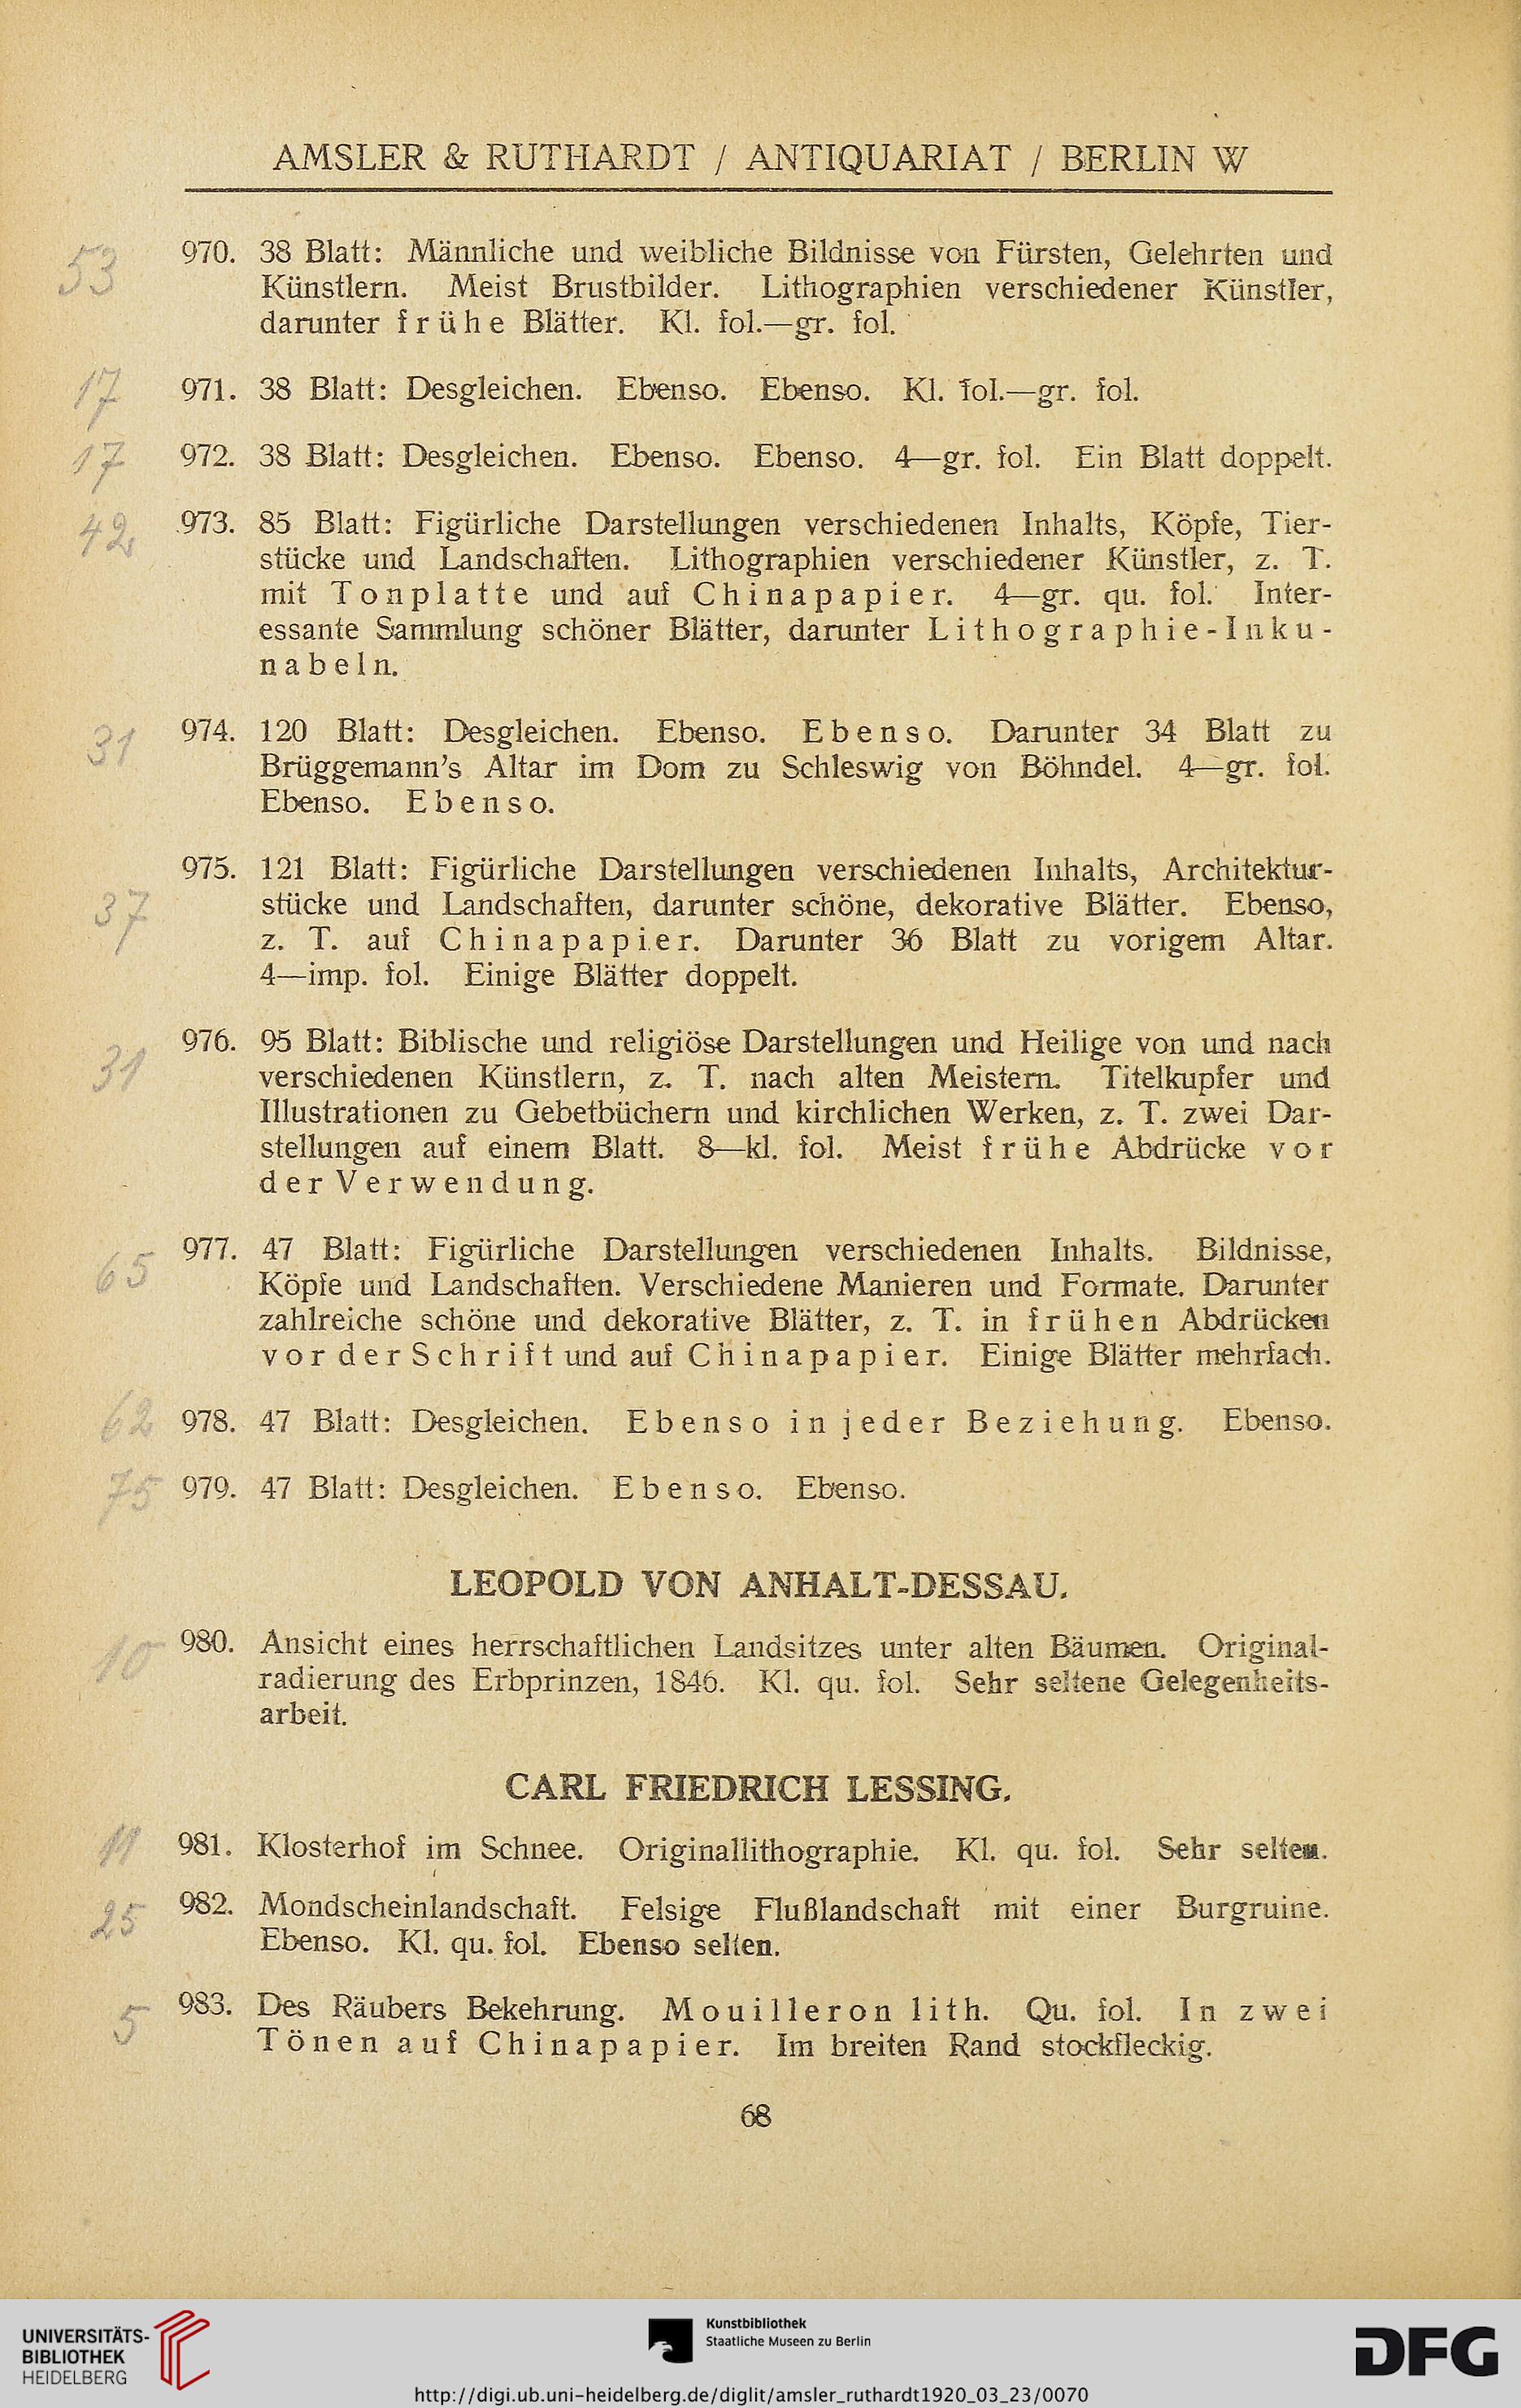 AMSLER & RUTHARDT / ANTIQUARIAT / BERLIN W
53
970. 38 Blatt: Männliche und weibliche Bildnisse von Fürsten, Gelehrten und
Künstlern. Meist Brustbilder. Lithographien verschiedener Künstler,
darunter frühe Blätter. Kl. fol.—gr. fol.
17
971. 38 Blatt: Desgleichen. Ebenso. Ebenso. Kl. fol.—gr. fol.
17
972. 38 Blatt: Desgleichen. Ebenso. Ebenso. 4—gr. fol. Ein Blatt doppelt.
42
973. 85 Blatt: Figürliche Darstellungen verschiedenen Inhalts, Köpfe, Tier-
stücke und Landschaften. Lithographien verschiedener Künstler, z. T.
mit Tonplatte und auf Chinapapier. 4—gr. qu. fol. Inter-
essante Sammlung schöner Blätter, darunter Lithographie-Inku-
nabeln.
31
974. 120 Blatt: Desgleichen. Ebenso. Ebenso. Darunter 34 Blatt zu
Brüggemann's Altar im Dom zu Schleswig von Böhndel. 4—gr. fol.
Ebenso. Ebenso.
37
975. 121 Blatt: Figürliche Darstellungen verschiedenen Inhalts, Architektur-
stücke und Landschaften, darunter schöne, dekorative Blätter. Ebenso,
z. T. auf Chinapapier. Darunter 36 Blatt zu vorigem Altar.
4—imp. fol. Einige Blätter doppelt.
31
976. 95 Blatt: Biblische und religiöse Darstellungen und Heilige von und nach
verschiedenen Künstlern, z. T. nach alten Meistern. Titelkupfer und
Illustrationen zu Gebetbüchern und kirchlichen Werken, z. T. zwei Dar-
stellungen auf einem Blatt. 8—kl. fol. Meist frühe Abdrücke vor
der Verwendung.
65
977. 47 Blatt: Figürliche Darstellungen verschiedenen Inhalts. Bildnisse,
Köpfe und Landschaften. Verschiedene Manieren und Formate. Darunter
zahlreiche schöne und dekorative Blätter, z. T. in frühen Abdrücken
vor der Schrift und auf Chinapapier. Einige Blätter mehrfach.
62
978. 47 Blatt: Desgleichen. Ebenso in jeder Beziehung. Ebenso.
75
979. 47 Blatt: Desgleichen. Ebenso. Ebenso.
LEOPOLD VON ANHALT-DESSAU.
10
980. Ansicht eines herrschaftlichen Landsitzes unter alten Bäumen. Original-
radierung des Erbprinzen, 1846. Kl. qu. fol. Sehr seltene Gelegenheits-
arbeit.
CARL FRIEDRICH LESSING.
11
981. Klosterhof im Schnee. Originallithographie. Kl. qu. fol. Sehr selten.
25
982. Mondscheinlandschaft. Felsige Flußlandschaft mit einer Burgruine.
Ebenso. Kl. qu. fol. Ebenso selten.
5
983. Des Räubers Bekehrung. Mouilleron lith. Qu. fol. In zwei
Tönen auf Chinapapier. Im breiten Rand stockfleckig.
68
UNIVERSITÄTS-
BIBLIOTHEK
HEIDELBERG
Kunstbibliothek
Staatliche Museen zu Berlin
DFG
http://digi.ub.uni-heidelberg.de/diglit/amsler_ruthardt1920_03_23/0070